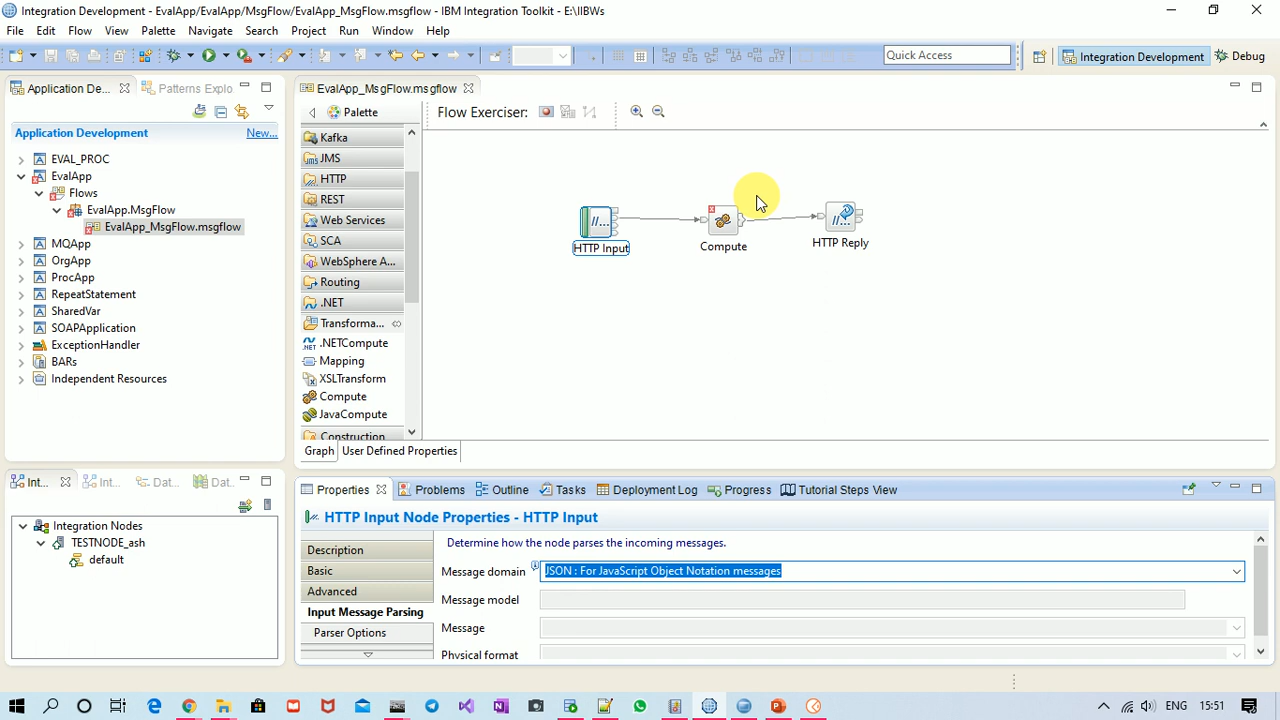 Integration Development - EvalApp/EvalApp/MsgFlow/EvalApp_MsgFlow.msgflow - IBM Integration Toolkit - E:\IIBWs
File Edit Flow View Palette Navigate Search Project Run Window Help
Quick Access
Integration Development
Debug
Application De...
Patterns Explo
Application Development
New...
EVAL_PROC
EvalApp
Flows
EvalApp.MsgFlow
EvalApp_MsgFlow.msgflow
MQApp
OrgApp
ProcApp
RepeatStatement
SharedVar
SOAPApplication
ExceptionHandler
BARs
Independent Resources
EvalApp_MsgFlow.msgflow
Palette
Flow Exerciser:
Kafka
JMS
HTTP
REST
Web Services
SCA
WebSphere A...
Routing
.NET
Transforma...
.NETCompute
Mapping
XSLTransform
Compute
JavaCompute
Construction
HTTP Input
Compute
HTTP Reply
Graph
User Defined Properties
Int...
Int...
Dat...
Dat...
Integration Nodes
TESTNODE_ash
default
Properties
Problems
Outline
Tasks
Deployment Log
Progress
Tutorial Steps View
HTTP Input Node Properties - HTTP Input
Description
Basic
Advanced
Input Message Parsing
Parser Options
Determine how the node parses the incoming messages.
Message domain
JSON : For JavaScript Object Notation messages
Message model
Message
Physical format
ENG
15:51